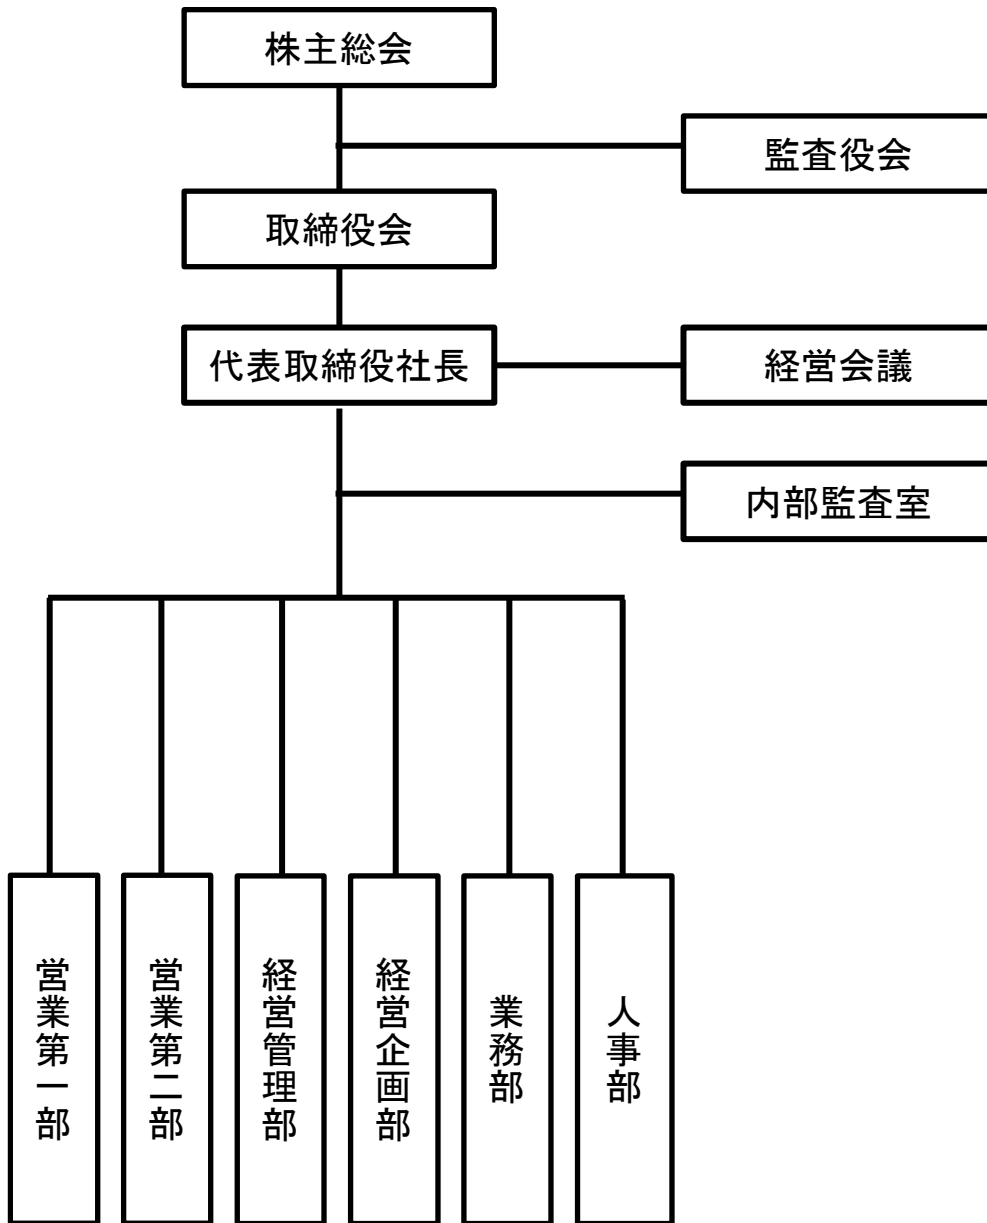 株主総会
監査役会
取締役会
代表取締役社長
経営会議
内部監査室
営業第一部
営業第二部
経営管理部
経営企画部
業務部
人事部